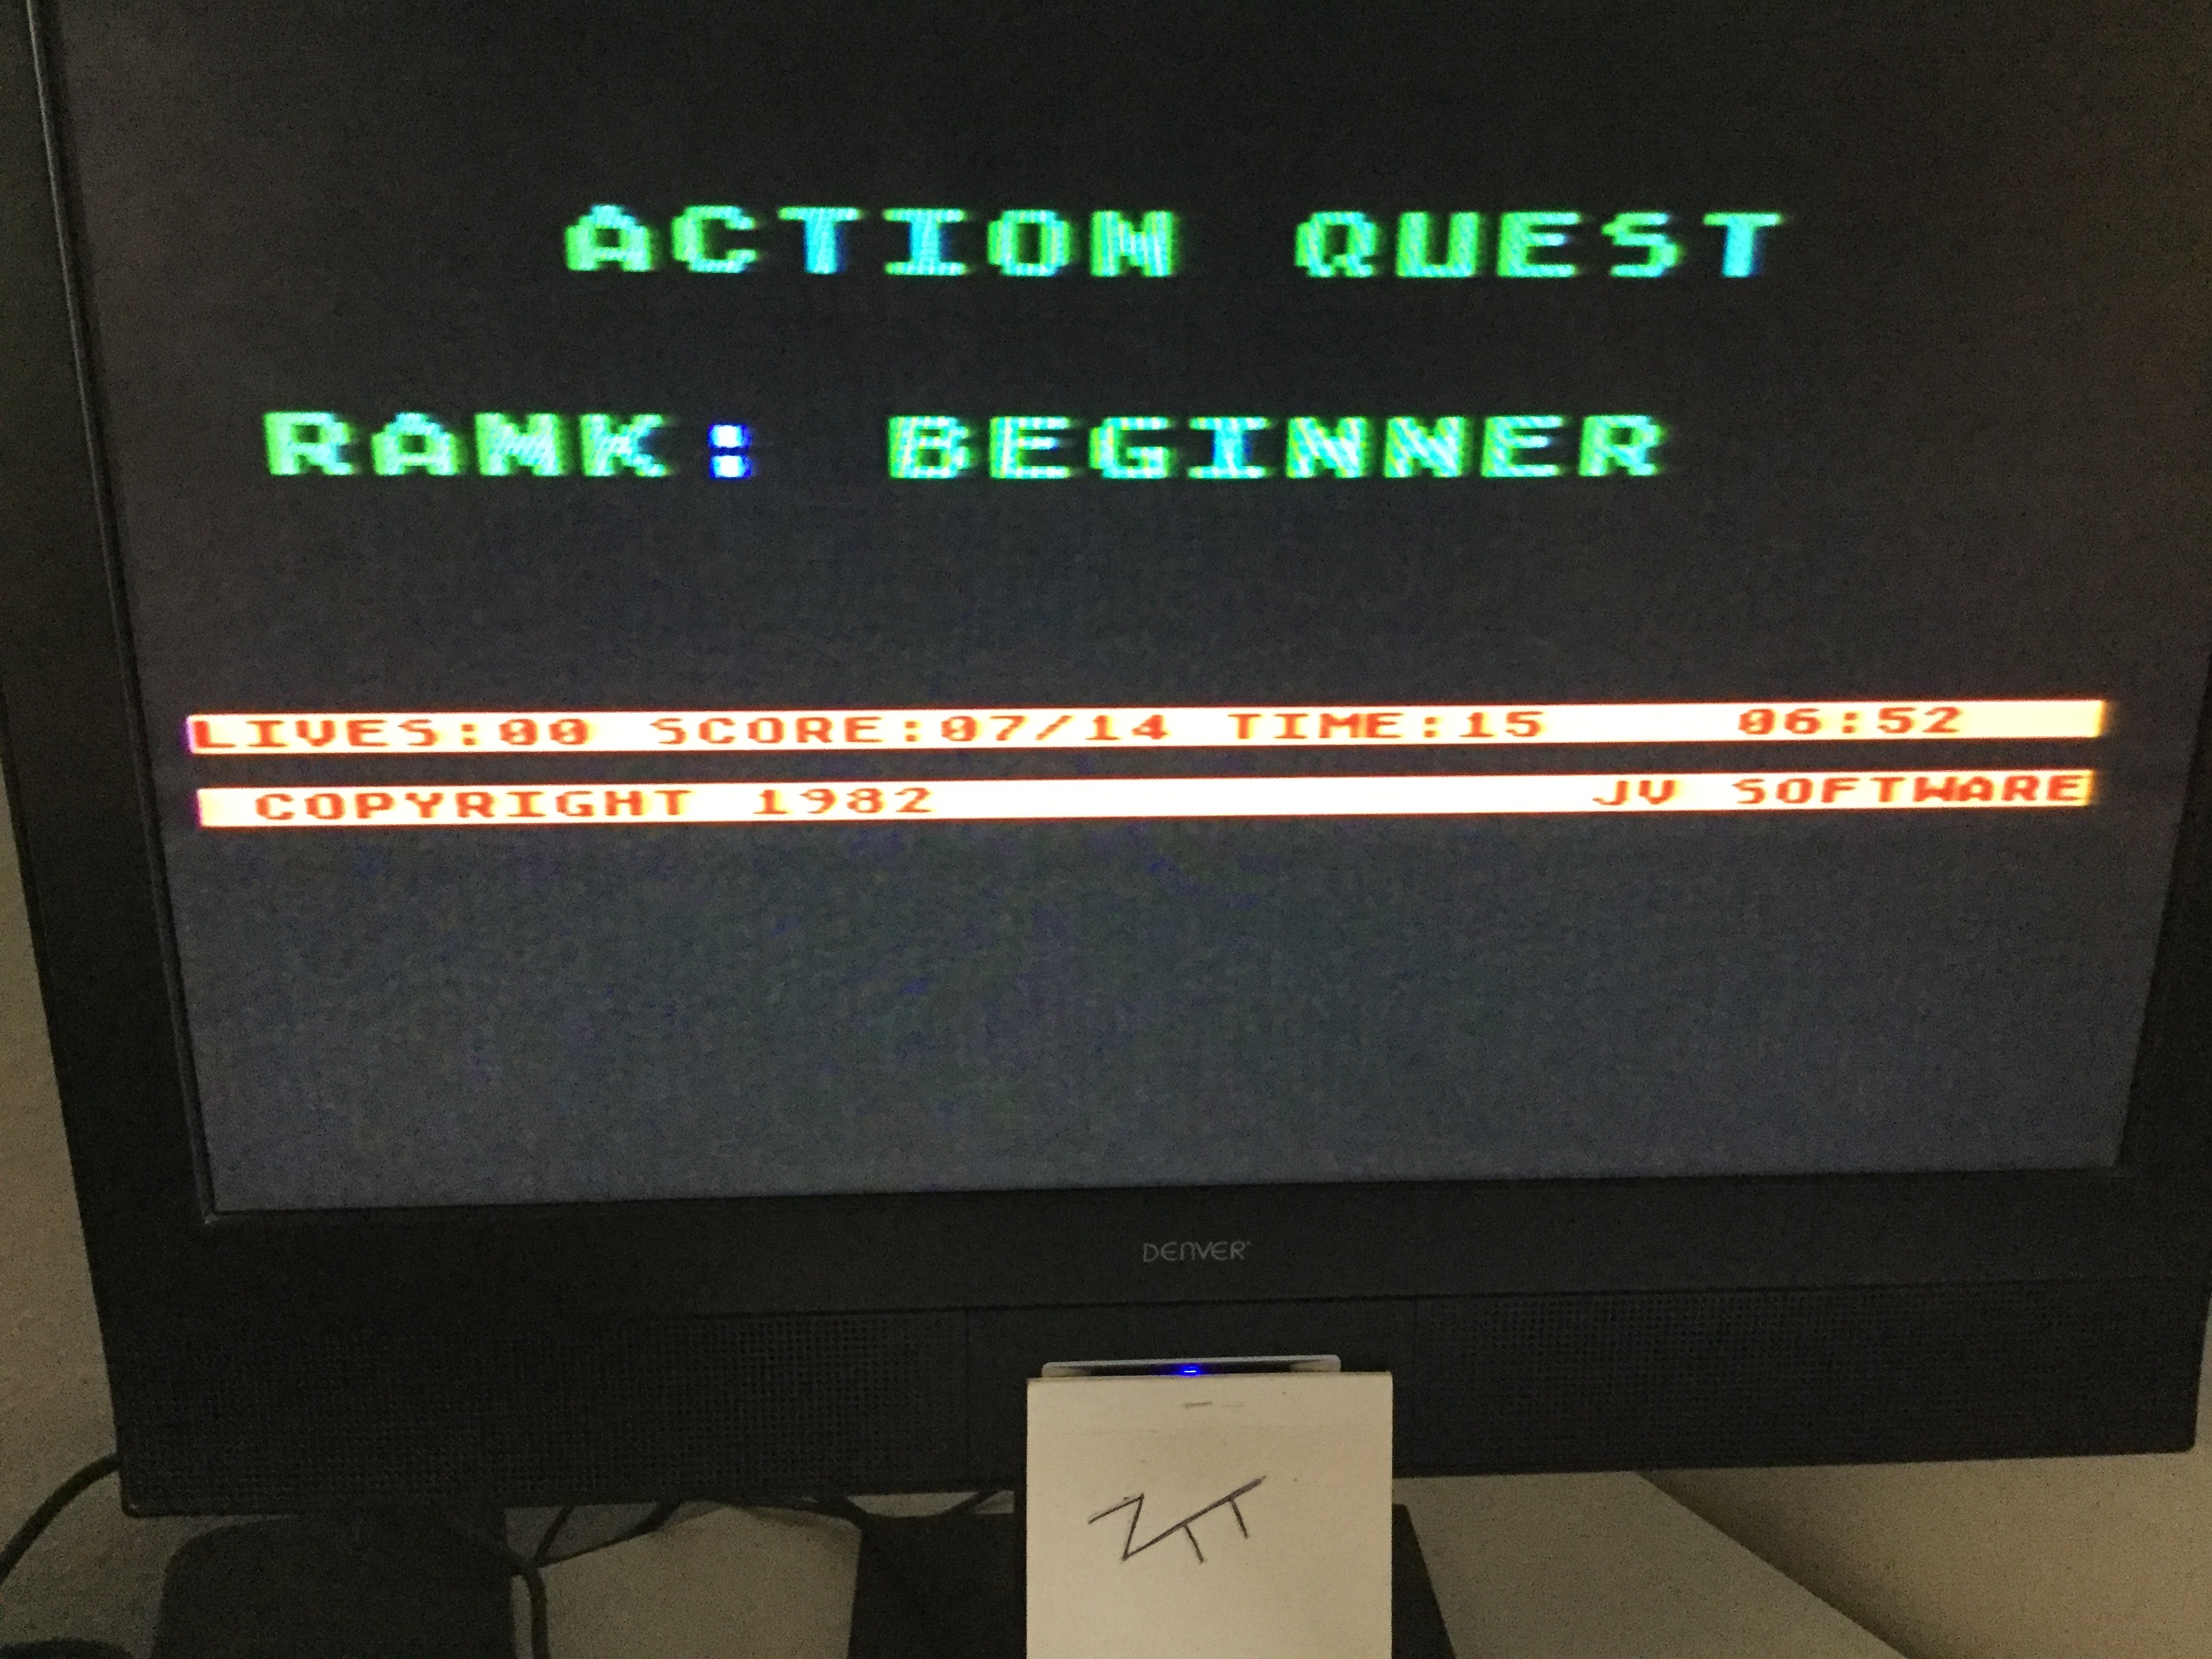 ACTION QUEST
RANK: BEGINNER
LIVES:00 SCORE:07/14 TIME:15 06:52
COPYRIGHT 1982 JV SOFTWARE
DENVER
ZTT